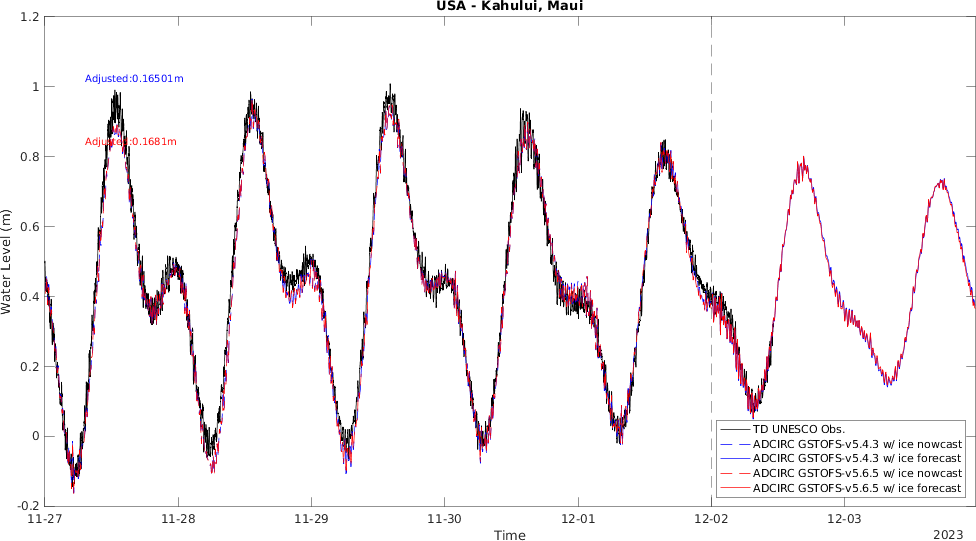 USA - Kahului, Maui
1.2
1
0.8
0.6
0.4
0.2
0
-0.2
Water Level (m)
Adjusted:0.16501m
Adjusted:0.1681m
TD UNESCO Obs.
ADCIRC GSTOFS-v5.4.3 w/ ice nowcast
ADCIRC GSTOFS-v5.4.3 w/ ice forecast
ADCIRC GSTOFS-v5.6.5 w/ ice nowcast
ADCIRC GSTOFS-v5.6.5 w/ ice forecast
11-27 11-28 11-29 11-30 12-01 12-02 12-03
Time
2023